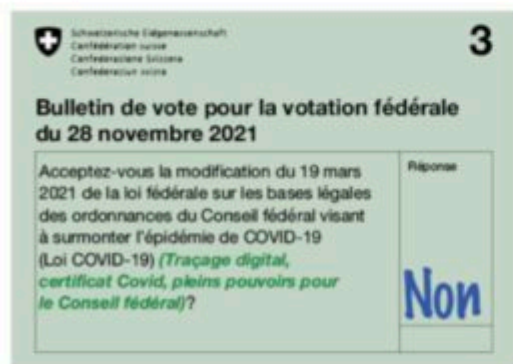 Schweizerische Eidgenossenschaft
Confédération suisse
Confederazione Svizzera
Confederaziun svizra
3
Bulletin de vote pour la votation fédérale
du 28 novembre 2021
Acceptez-vous la modification du 19 mars
2021 de la loi fédérale sur les bases légales
des ordonnances du Conseil fédéral visant
à surmonter l'épidémie de COVID-19
(Loi COVID-19) (Traçage digital,
certificat Covid, pleins pouvoirs pour
le Conseil fédéral)?
Réponse
Non